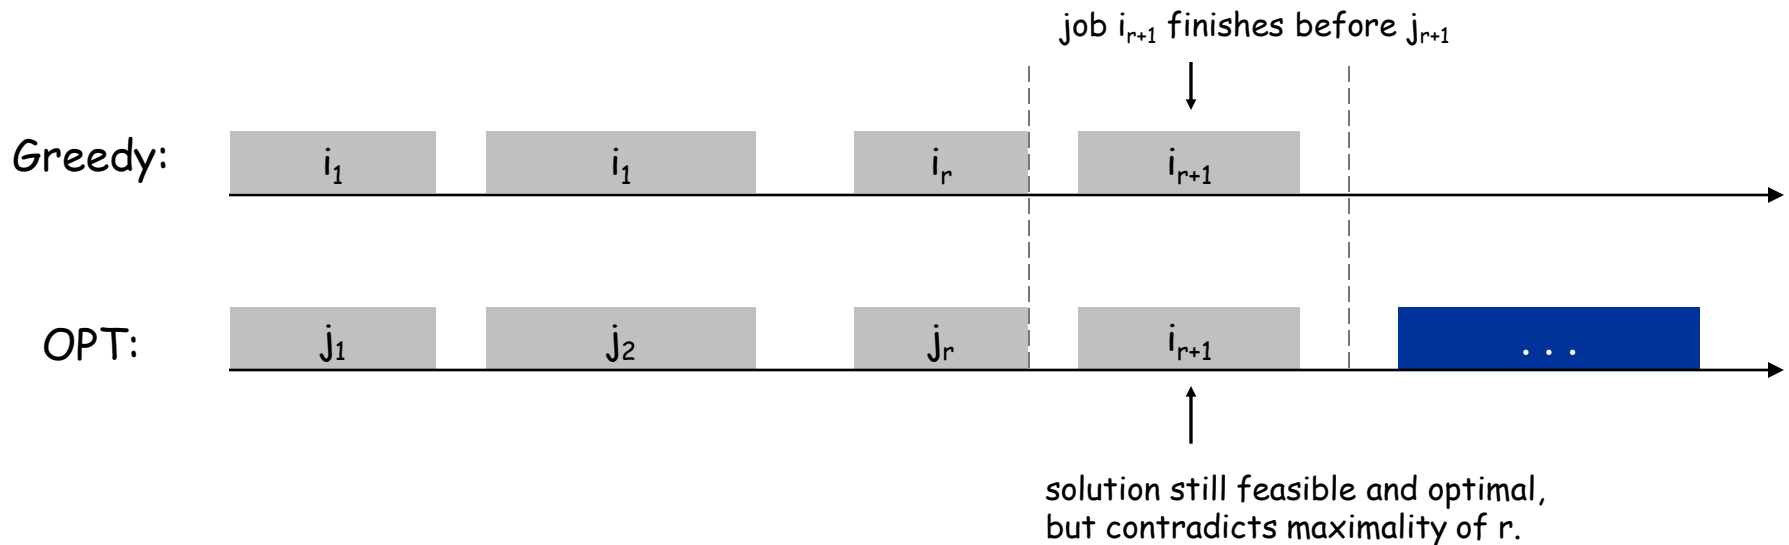 job i_{r+1} finishes before j_{r+1}
Greedy: i_1 i_1 i_r i_{r+1}
OPT: j_1 j_2 j_r i_{r+1} . . .
solution still feasible and optimal,
but contradicts maximality of r.